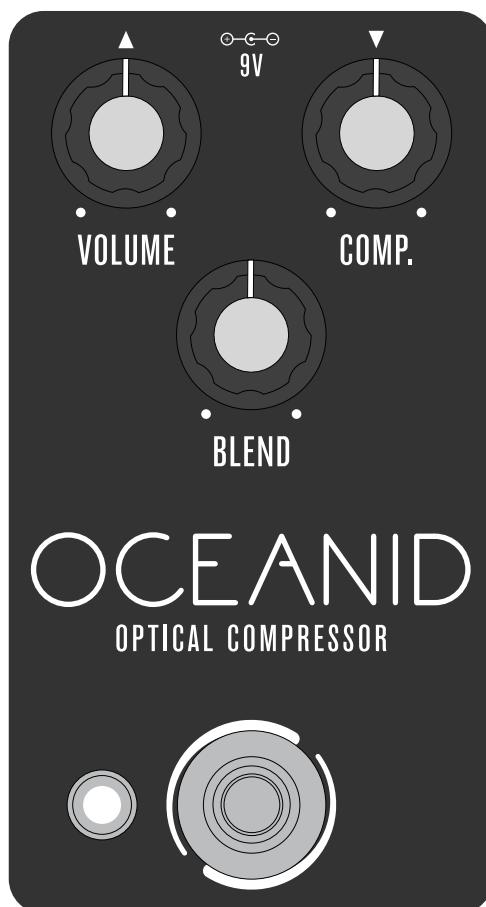 9V
VOLUME
COMP.
BLEND
OCEANID
OPTICAL COMPRESSOR